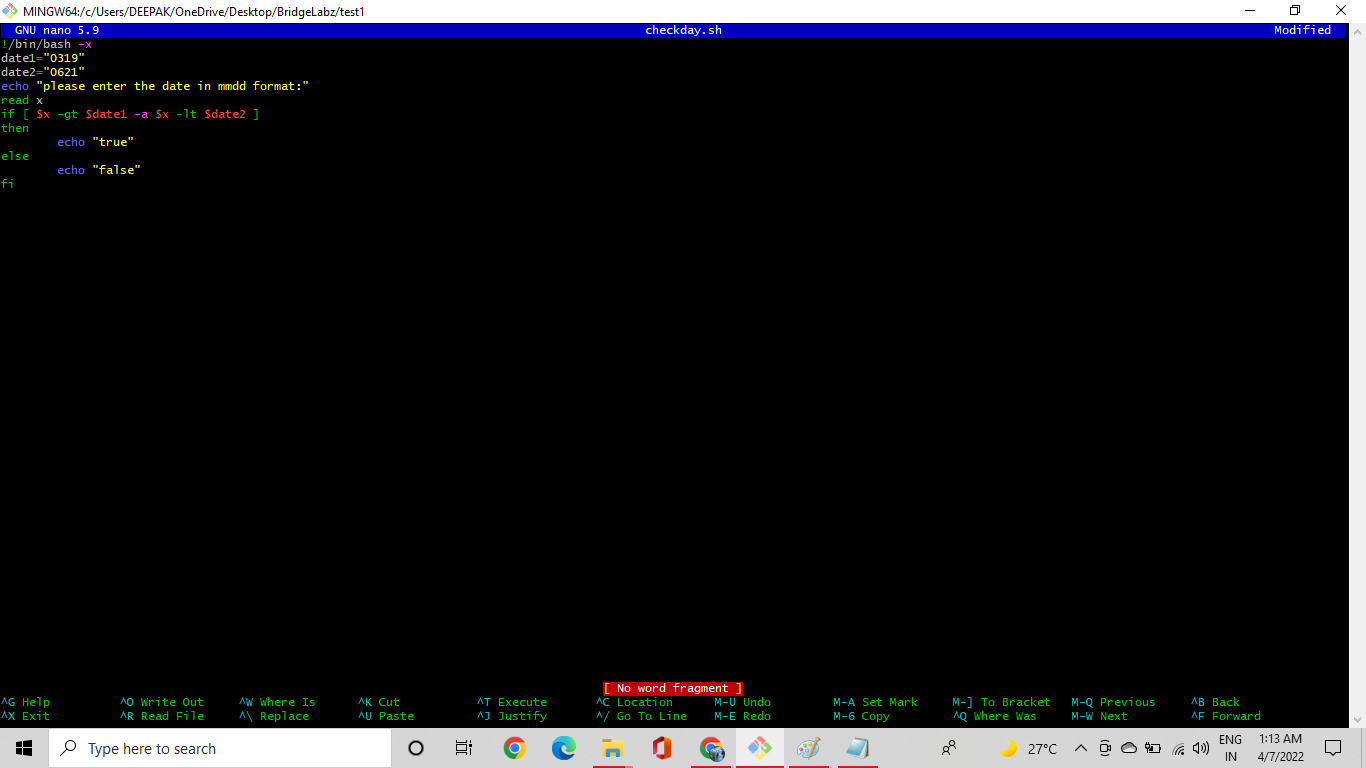 MINGW64:/c/Users/DEEPAK/OneDrive/Desktop/BridgeLabz/test1
GNU nano 5.9 checkday.sh Modified
!/bin/bash -x
date1="0319"
date2="0621"
echo "please enter the date in mmdd format:"
read x
if [ $x -gt $date1 -a $x -lt $date2 ]
then
echo "true"
else
echo "false"
fi
[ No word fragment ]
^G Help ^O Write Out ^W Where Is ^K Cut ^T Execute ^C Location M-U Undo M-A Set Mark M-] To Bracket M-Q Previous ^B Back
^X Exit ^R Read File ^\ Replace ^U Paste ^J Justify ^/ Go To Line M-E Redo M-6 Copy ^Q Where Was M-W Next ^F Forward
Type here to search
27°C
ENG
IN
1:13 AM
4/7/2022